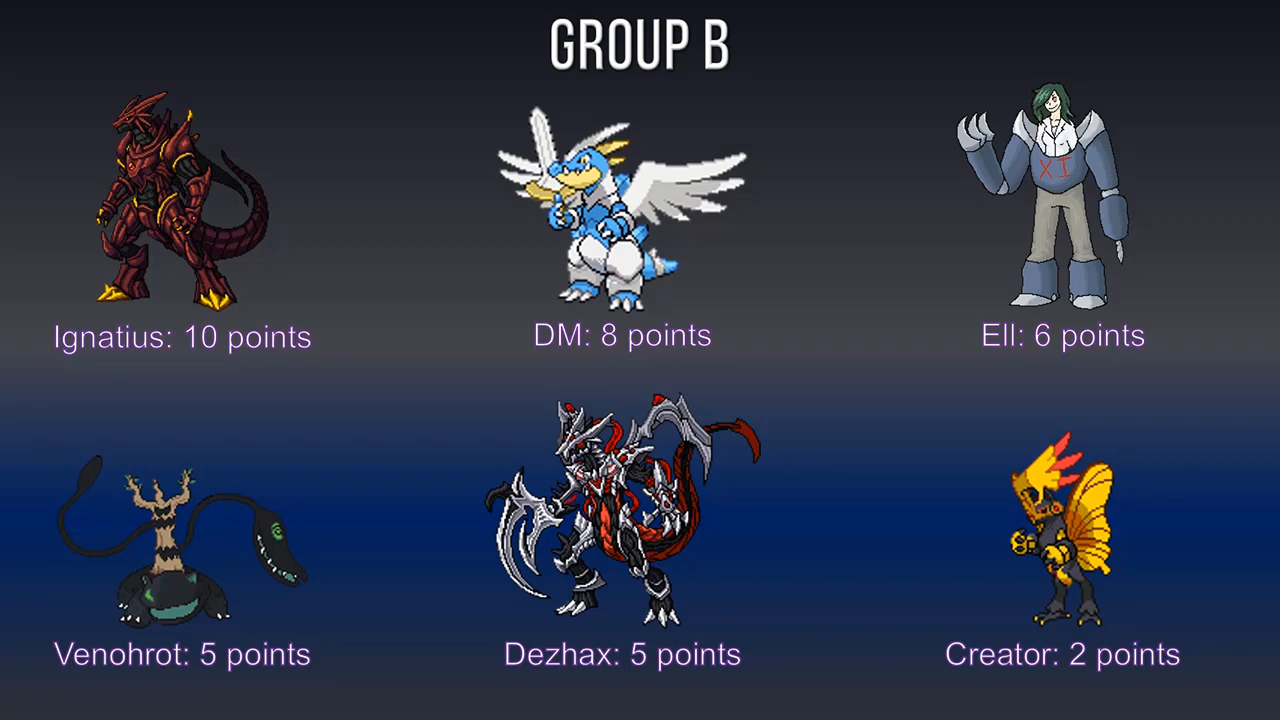 GROUP B
Ignatius: 10 points
DM: 8 points
Ell: 6 points
XI
Venohrot: 5 points
Dezhax: 5 points
Creator: 2 points